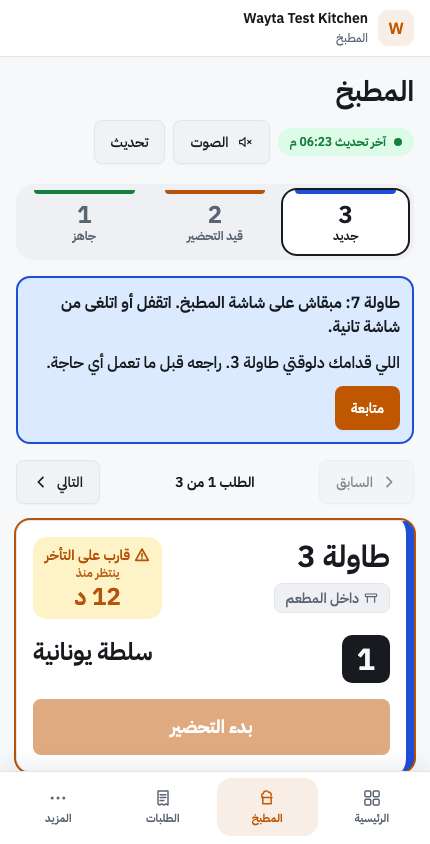 Wayta Test Kitchen
المطبخ
المطبخ
آخر تحديث 06:23 م
الصوت
تحديث
3
جديد
2
قيد التحضير
1
جاهز
طاولة 7: مبقاش على شاشة المطبخ. اتقفل أو اتلغى من
شاشة تانية.
اللي قدامك دلوقتي طاولة 3. راجعه قبل ما تعمل أي حاجة.
متابعة
السابق
الطلب 1 من 3
التالي
طاولة 3
داخل المطعم
قارب على التأخر
ينتظر منذ
12 د
1
سلطة يونانية
بدء التحضير
الرئيسية
المطبخ
الطلبات
المزيد